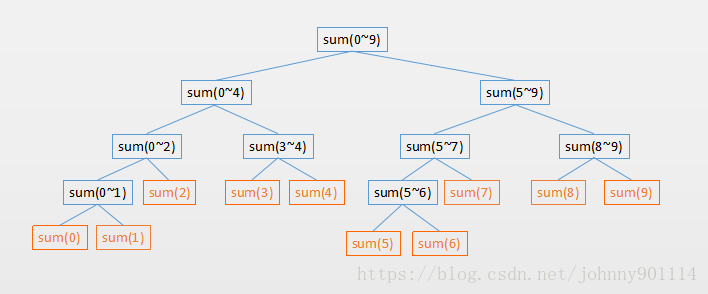 sum(0~9)
sum(0~4) sum(5~9)
sum(0~2) sum(3~4) sum(5~7) sum(8~9)
sum(0~1) sum(2) sum(3) sum(4) sum(5~6) sum(7) sum(8) sum(9)
sum(0) sum(1) sum(5) sum(6)
https://blog.csdn.net/johnny901114